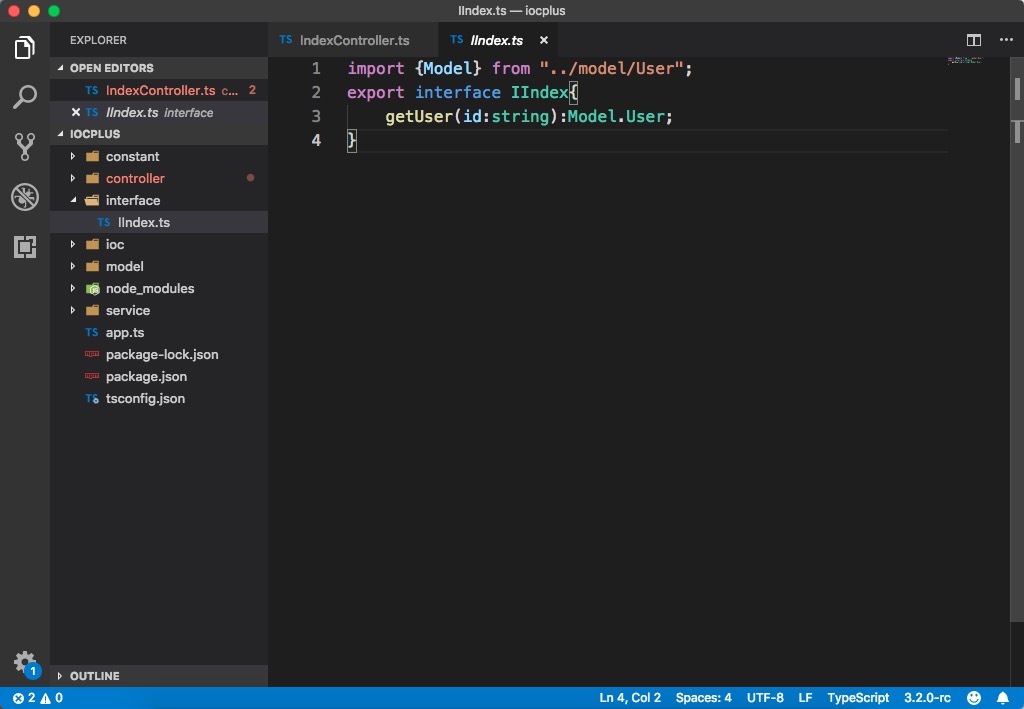 IIndex.ts — iocplus
EXPLORER
OPEN EDITORS
TS IndexController.ts c... 2
TS IIndex.ts interface
IOCPLUS
constant
controller
interface
TS IIndex.ts
ioc
model
node_modules
service
TS app.ts
package-lock.json
package.json
TS tsconfig.json
OUTLINE
1
TS IndexController.ts
TS IIndex.ts
1 import {Model} from "../model/User";
2 export interface IIndex{
3     getUser(id:string):Model.User;
4 }
2 0
Ln 4, Col 2 Spaces: 4 UTF-8 LF TypeScript 3.2.0-rc